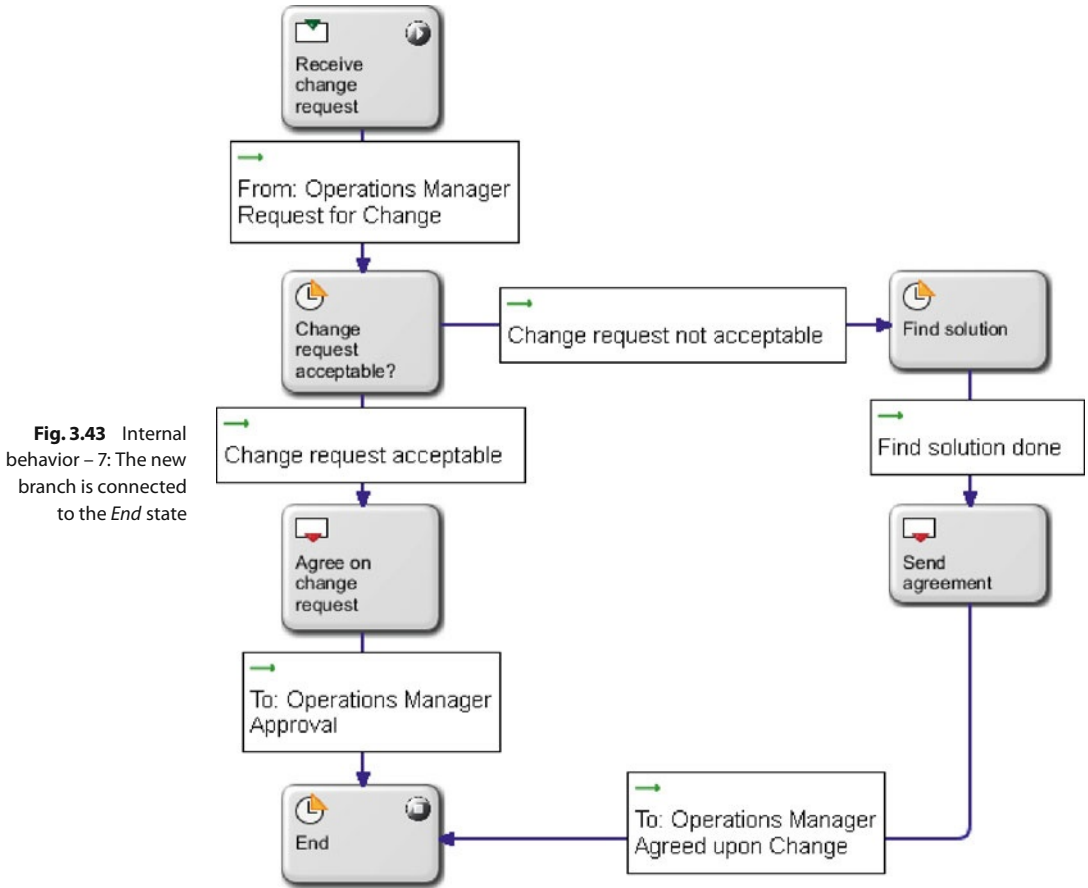 Receive
change
request
From: Operations Manager
Request for Change
Change
request
acceptable?
Change request not acceptable
Find solution
Change request acceptable
Find solution done
Fig. 3.43 Internal
behavior – 7: The new
branch is connected
to the End state
Agree on
change
request
Send
agreement
To: Operations Manager
Approval
End
To: Operations Manager
Agreed upon Change